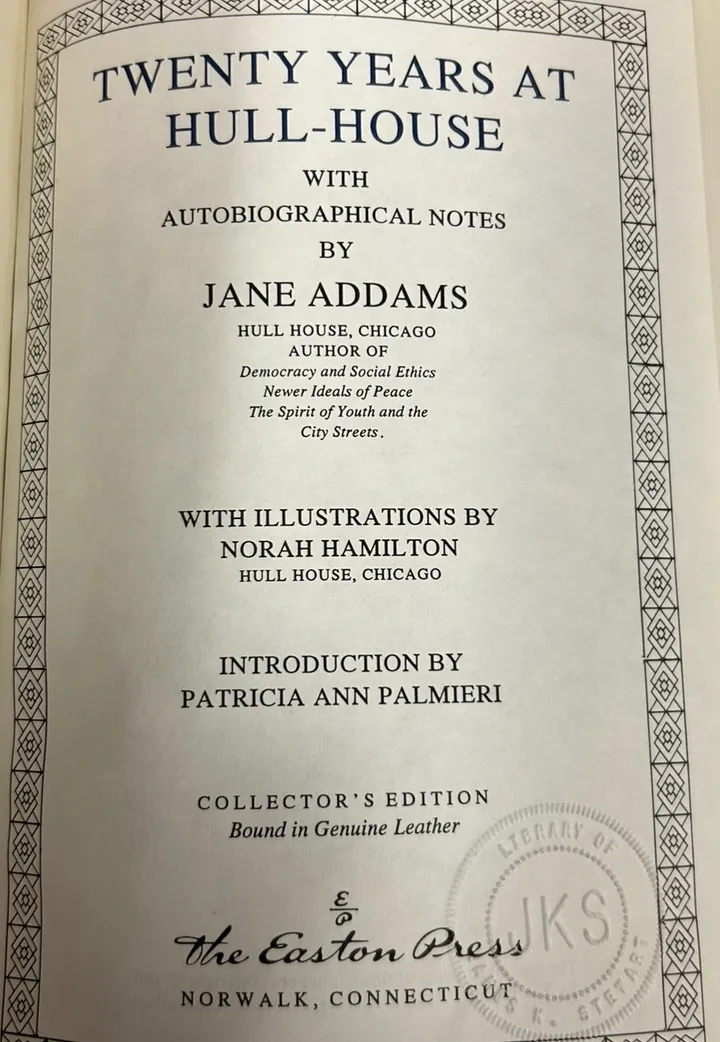 TWENTY YEARS AT
HULL-HOUSE
WITH
AUTOBIOGRAPHICAL NOTES
BY
JANE ADDAMS
HULL HOUSE, CHICAGO
AUTHOR OF
Democracy and Social Ethics
Newer Ideals of Peace
The Spirit of Youth and the
City Streets.
WITH ILLUSTRATIONS BY
NORAH HAMILTON
HULL HOUSE, CHICAGO
INTRODUCTION BY
PATRICIA ANN PALMIERI
COLLECTOR'S EDITION
Bound in Genuine Leather
E
P
The Easton Press
NORWALK, CONNECTICUT
LIBRARY OF
JKS
K.